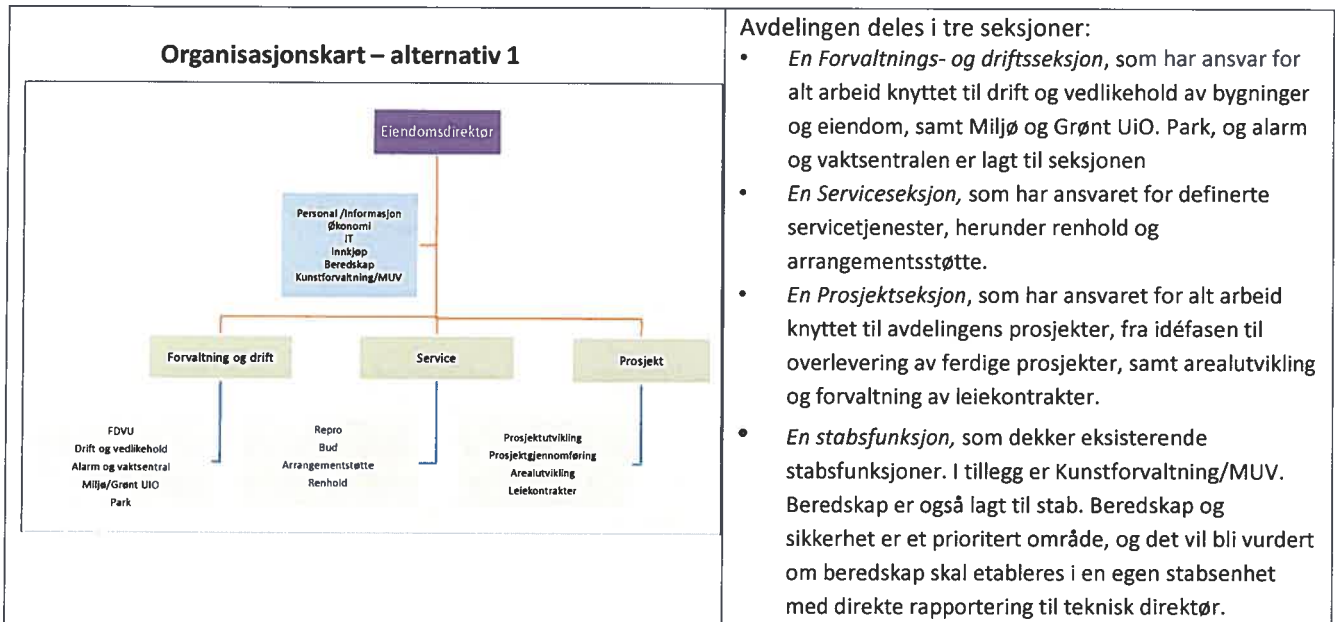 Organisasjonskart – alternativ 1
Eiendomsdirektør
Personal /Informasjon
Økonomi
IT
Innkjøp
Beredskap
Kunstforvaltning/MUV
Forvaltning og drift
Service
Prosjekt
FDVU
Drift og vedlikehold
Alarm og vaktsentral
Miljø/Grønt UIO
Park
Repro
Bud
Arrangementstøtte
Renhold
Prosjektutvikling
Prosjektgjennomføring
Arealutvikling
Leiekontrakter
Avdelingen deles i tre seksjoner:
• En Forvaltnings- og driftsseksjon, som har ansvar for
alt arbeid knyttet til drift og vedlikehold av bygninger
og eiendom, samt Miljø og Grønt UiO. Park, og alarm
og vaktsentralen er lagt til seksjonen
• En Serviceseksjon, som har ansvaret for definerte
servicetjenester, herunder renhold og
arrangementsstøtte.
• En Prosjektseksjon, som har ansvaret for alt arbeid
knyttet til avdelingens prosjekter, fra idéfasen til
overlevering av ferdige prosjekter, samt arealutvikling
og forvaltning av leiekontrakter.
• En stabsfunksjon, som dekker eksisterende
stabsfunksjoner. I tillegg er Kunstforvaltning/MUV.
Beredskap er også lagt til stab. Beredskap og
sikkerhet er et prioritert område, og det vil bli vurdert
om beredskap skal etableres i en egen stabsenhet
med direkte rapportering til teknisk direktør.